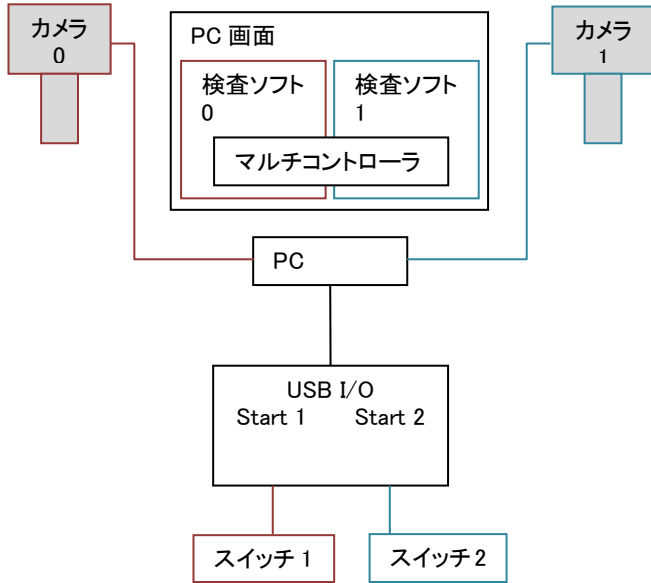 カメラ
0
PC 画面
カメラ
1
検査ソフト
0
検査ソフト
1
マルチコントローラ
PC
USB I/O
Start 1
Start 2
スイッチ 1
スイッチ 2